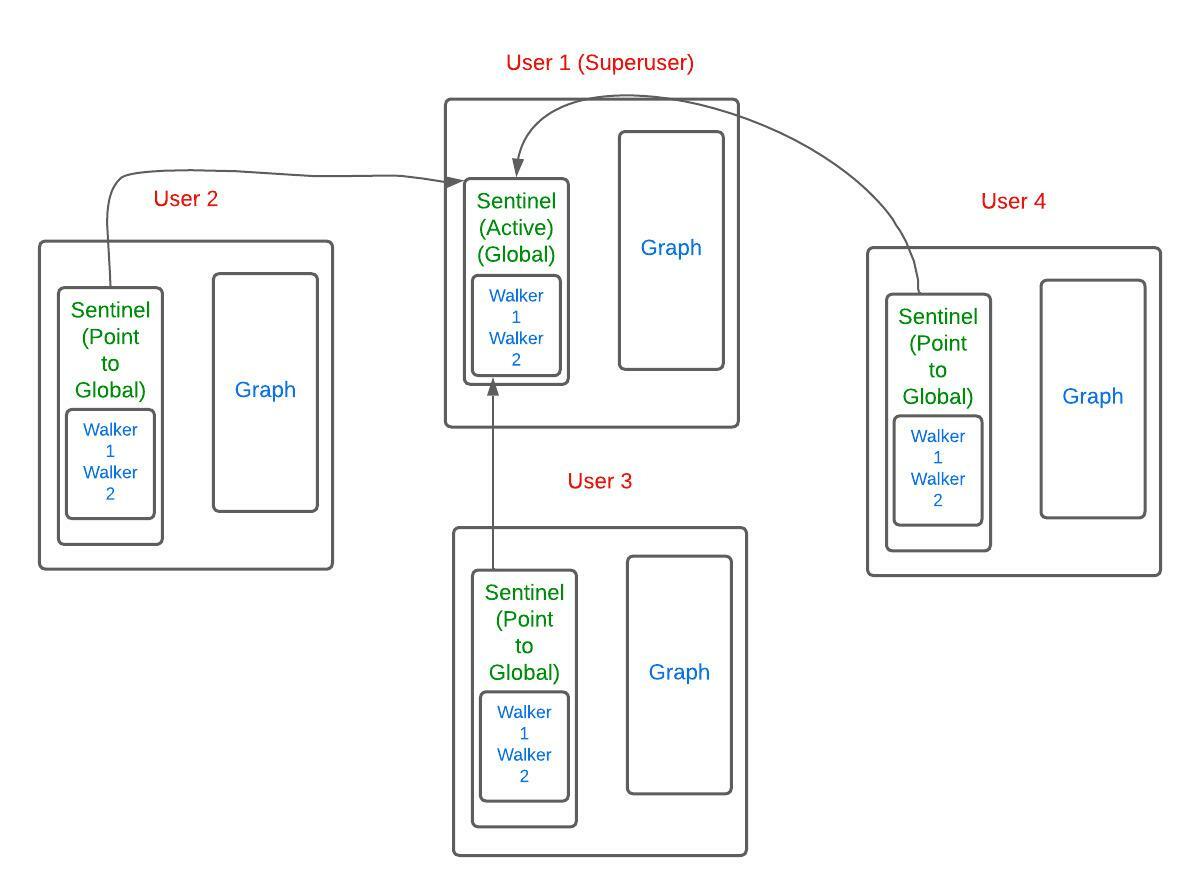 User 1 (Superuser)
Sentinel
(Active)
(Global)
Walker
1
Walker
2
Graph
User 2
Sentinel
(Point
to
Global)
Walker
1
Walker
2
Graph
User 4
Sentinel
(Point
to
Global)
Walker
1
Walker
2
Graph
User 3
Sentinel
(Point
to
Global)
Walker
1
Walker
2
Graph